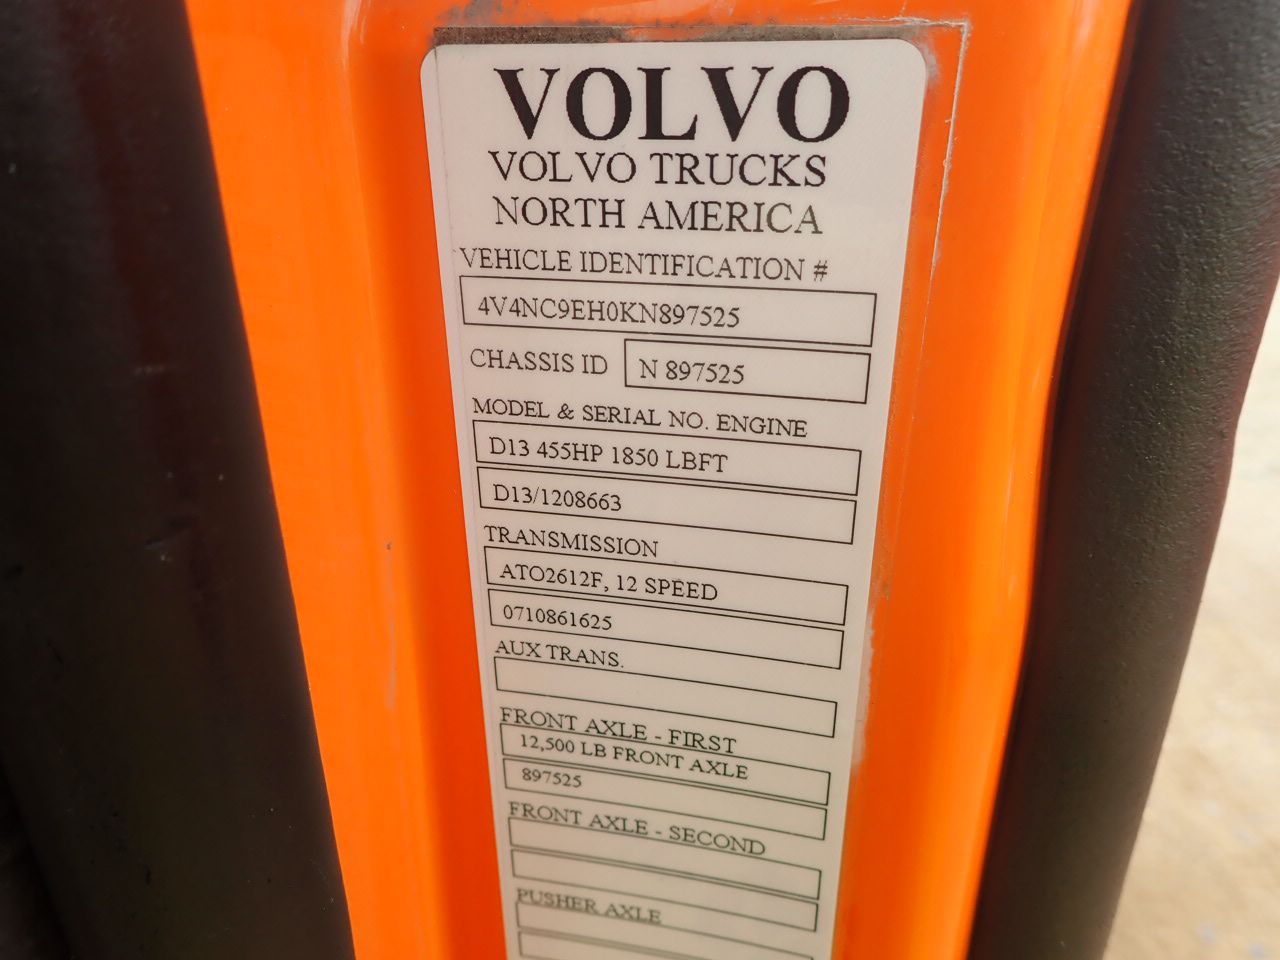 VOLVO
VOLVO TRUCKS
NORTH AMERICA
VEHICLE IDENTIFICATION #
4V4NC9EH0KN897525
CHASSIS ID N 897525
MODEL & SERIAL NO. ENGINE
D13 455HP 1850 LBFT
D13/1208663
TRANSMISSION
ATO2612F, 12 SPEED
0710861625
AUX TRANS.
FRONT AXLE - FIRST
12,500 LB FRONT AXLE
897525
FRONT AXLE - SECOND
PUSHER AXLE